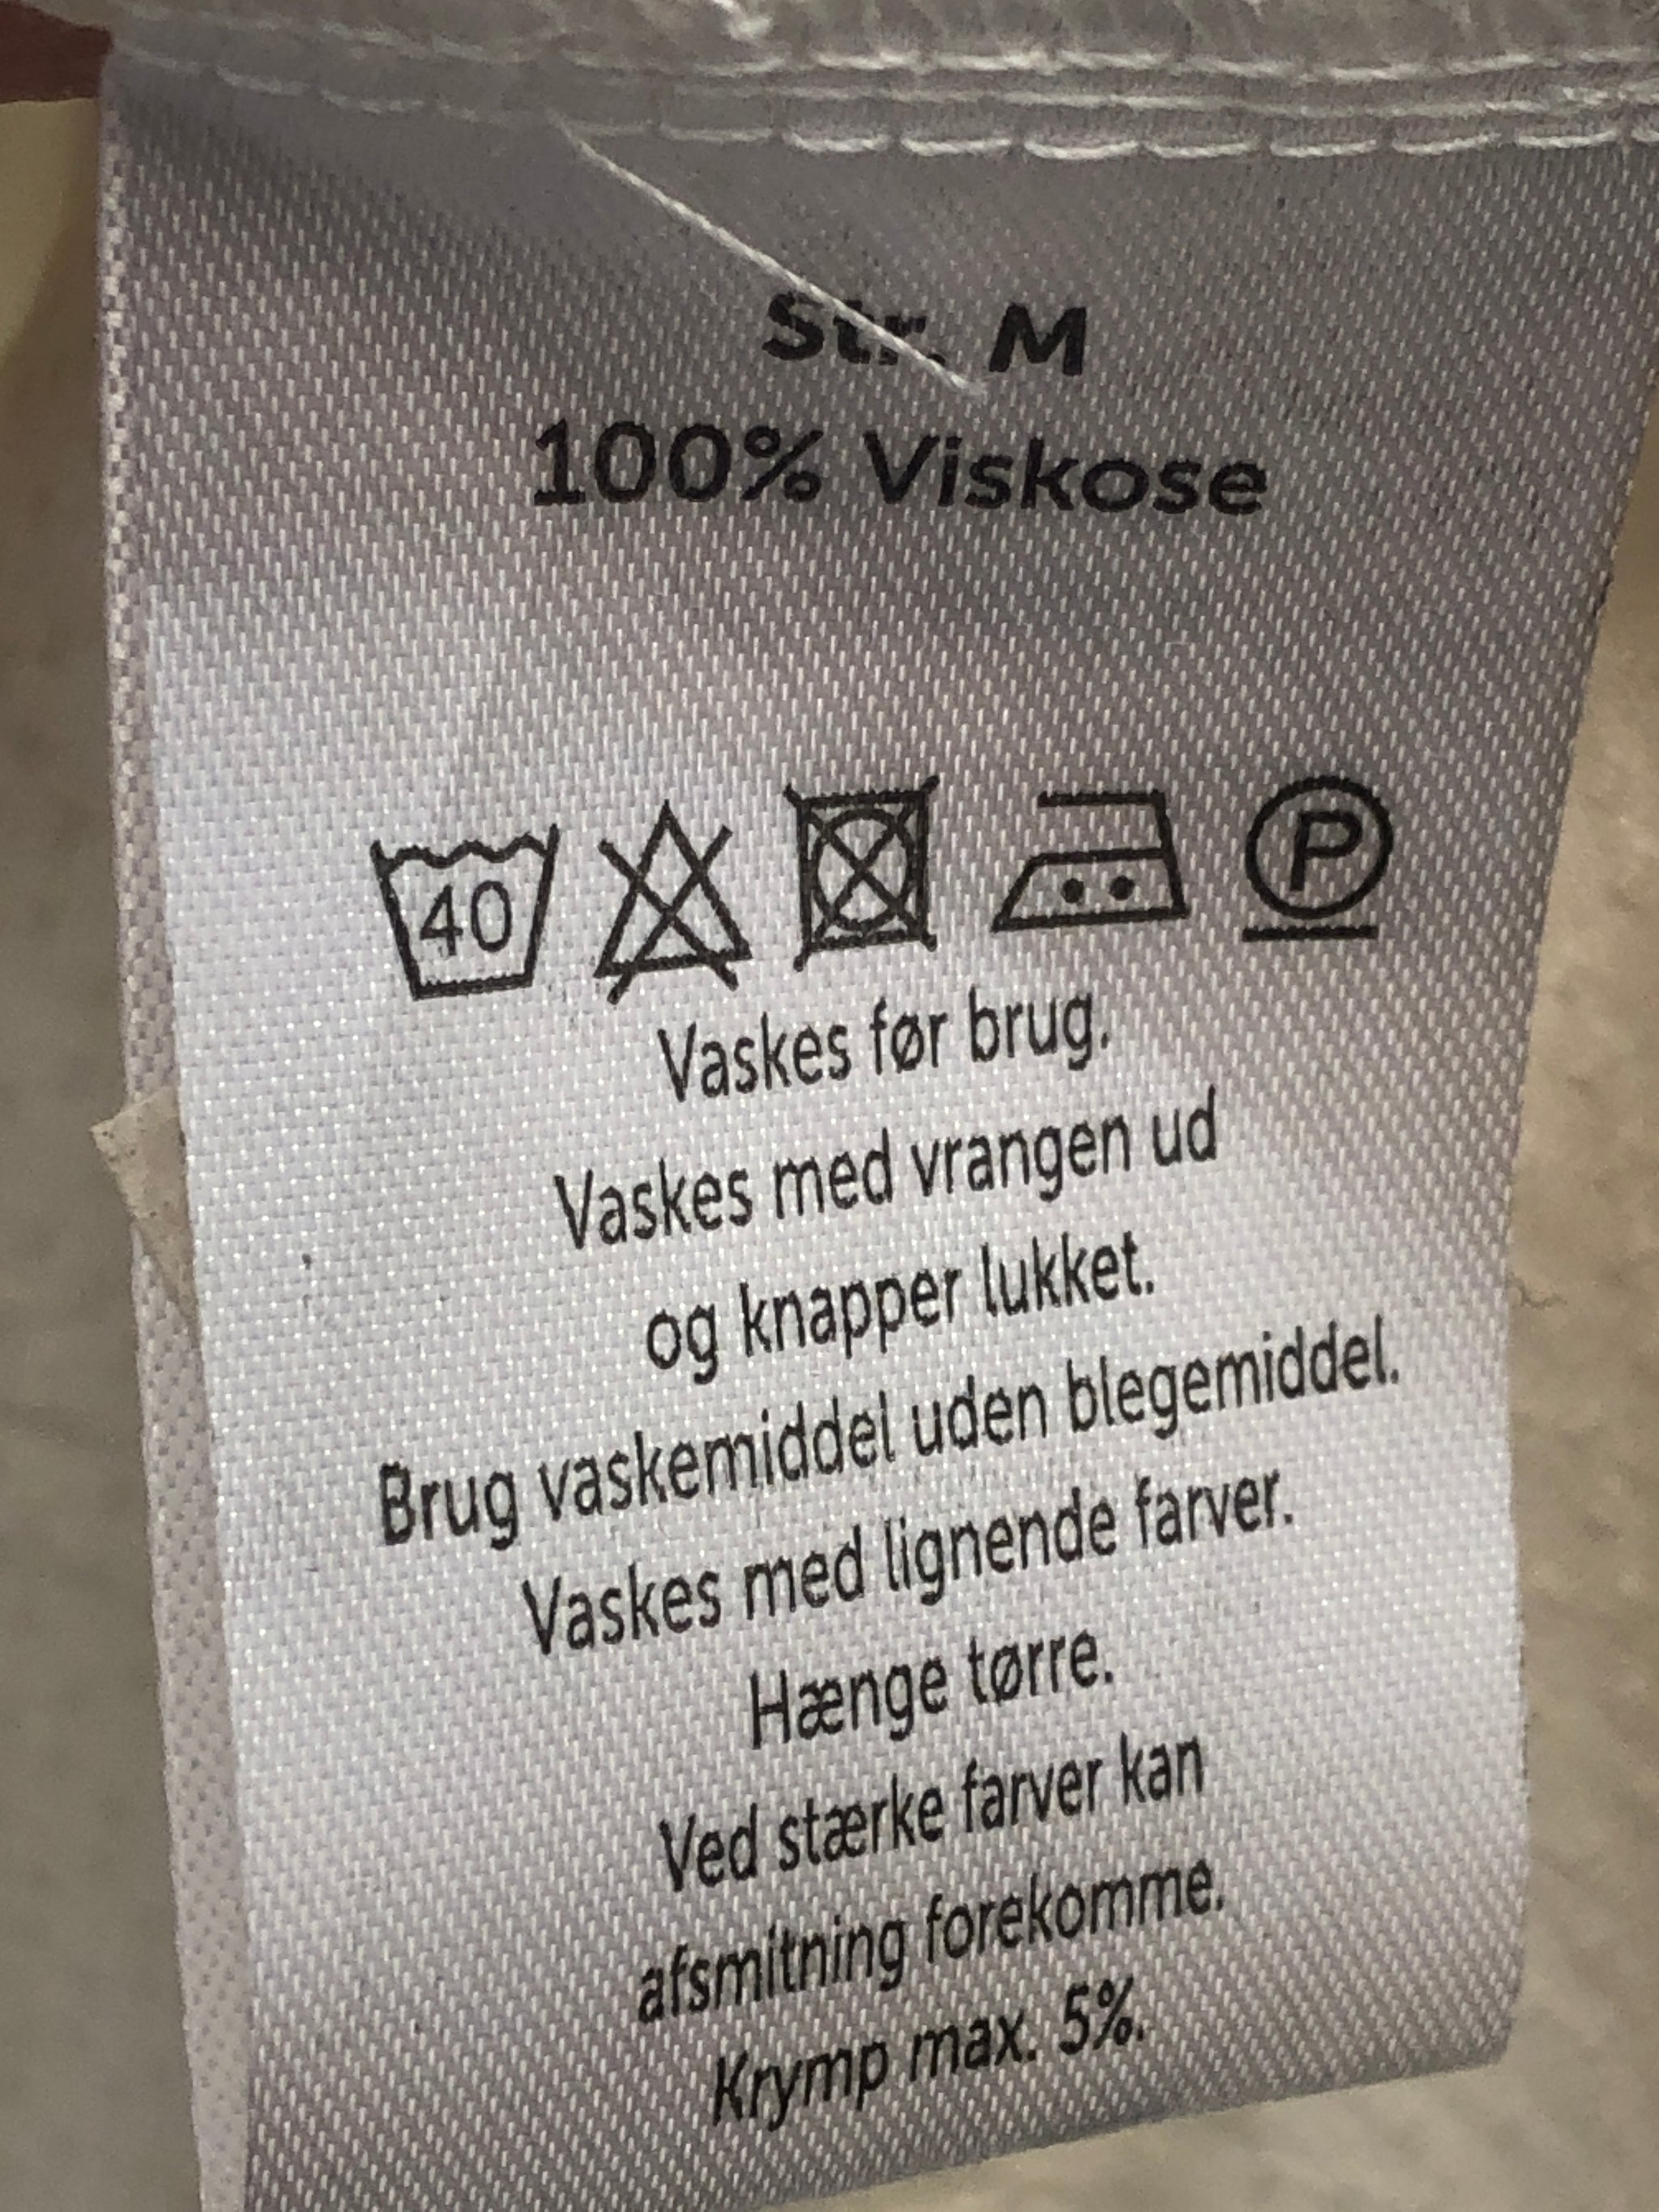 Str. M
100% Viskose
40 P
Vaskes før brug.
Vaskes med vrangen ud
og knapper lukket.
Brug vaskemiddel uden blegemiddel.
Vaskes med lignende farver.
Hænge tørre.
Ved stærke farver kan
afsmitning forekomme.
Krymp max. 5%.